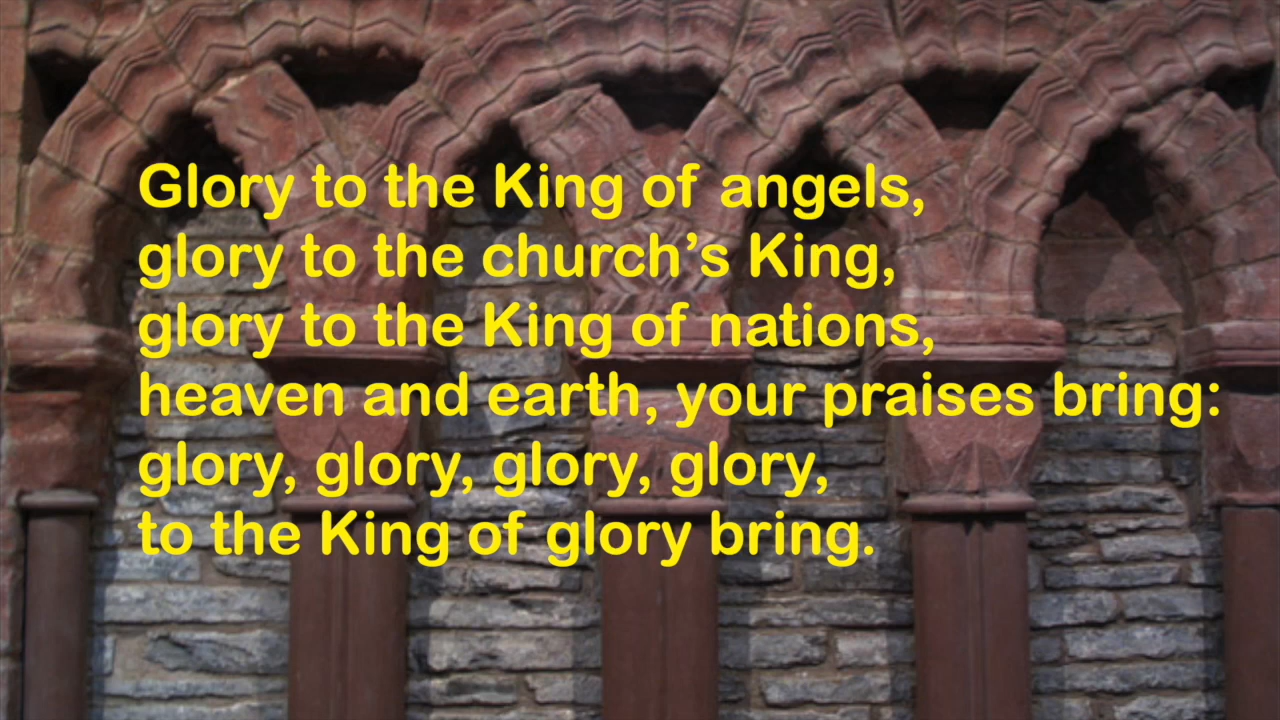 Glory to the King of angels,
glory to the church’s King,
glory to the King of nations,
heaven and earth, your praises bring:
glory, glory, glory, glory,
to the King of glory bring.